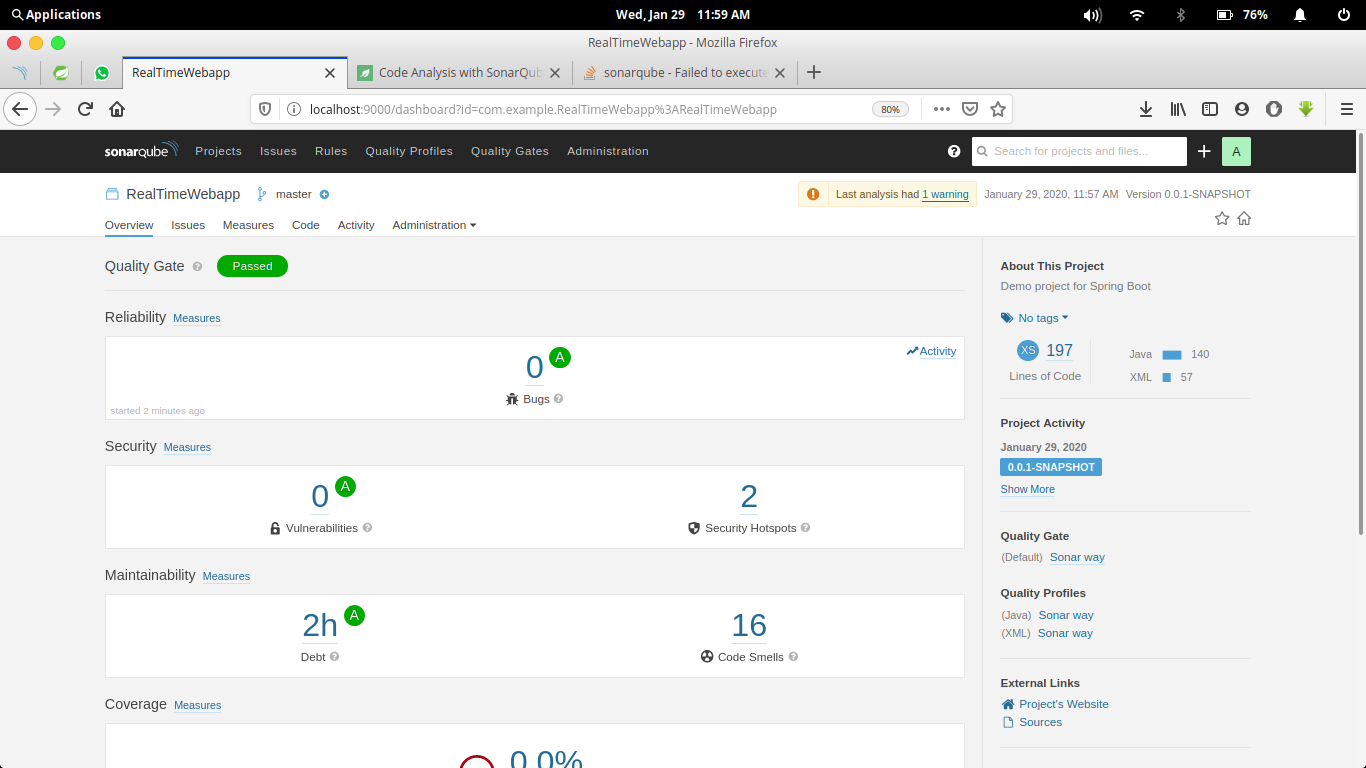 Applications
Wed, Jan 29 11:59 AM
76%
RealTimeWebapp - Mozilla Firefox
RealTimeWebapp
Code Analysis with SonarQub
sonarqube - Failed to execute
localhost:9000/dashboard?id=com.example.RealTimeWebapp%3ARealTimeWebapp
80%
sonarqube Projects Issues Rules Quality Profiles Quality Gates Administration
Search for projects and files...
A
RealTimeWebapp master
Last analysis had 1 warning January 29, 2020, 11:57 AM Version 0.0.1-SNAPSHOT
Overview Issues Measures Code Activity Administration
Quality Gate Passed
Reliability Measures
Activity
0 A
Bugs
started 2 minutes ago
Security Measures
0 A 2
Vulnerabilities Security Hotspots
Maintainability Measures
2h A 16
Debt Code Smells
Coverage Measures
0.0%
About This Project
Demo project for Spring Boot
No tags
XS 197
Lines of Code
Java 140
XML 57
Project Activity
January 29, 2020
0.0.1-SNAPSHOT
Show More
Quality Gate
(Default) Sonar way
Quality Profiles
(Java) Sonar way
(XML) Sonar way
External Links
Project's Website
Sources